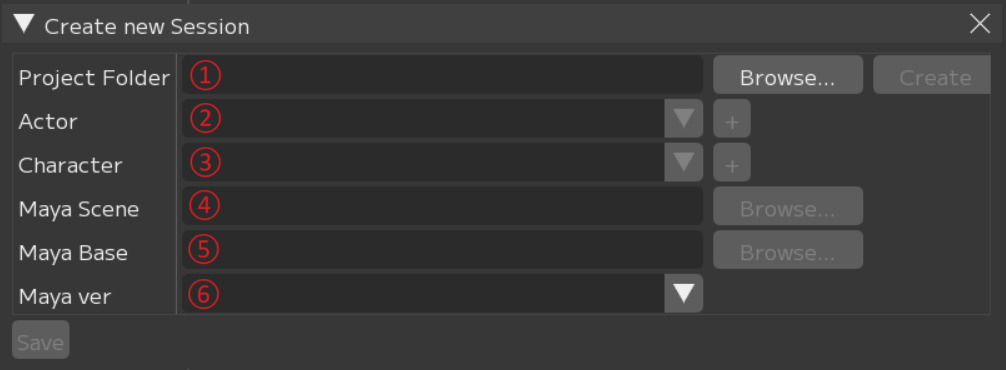 Create new Session
Project Folder ① Browse... Create
Actor ② +
Character ③ +
Maya Scene ④ Browse...
Maya Base ⑤ Browse...
Maya ver ⑥
Save